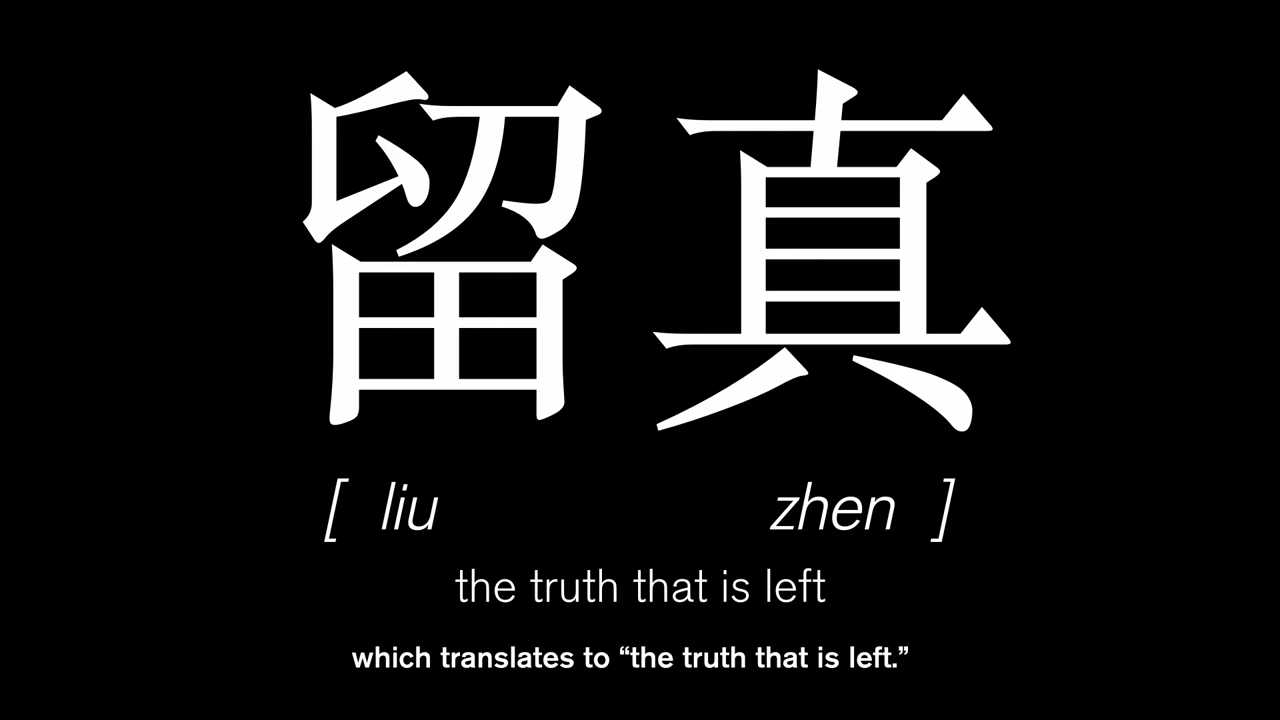 留真
[ liu zhen ]
the truth that is left
which translates to “the truth that is left.”